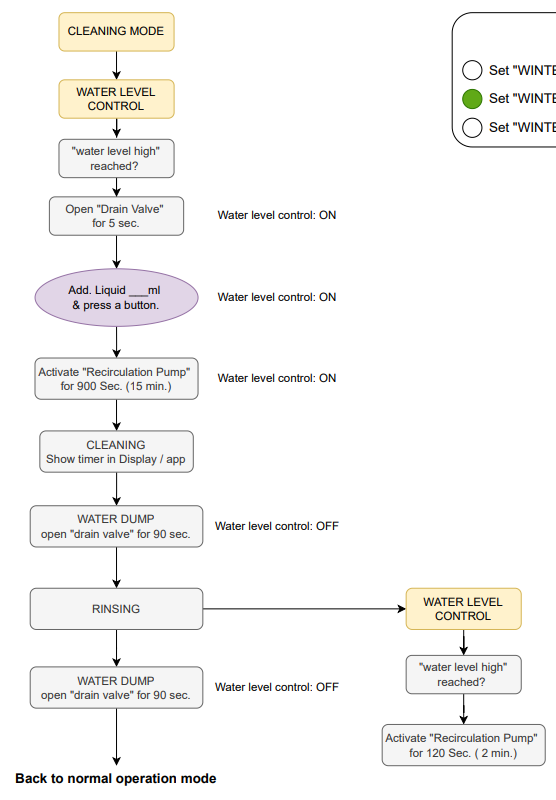 CLEANING MODE
Set "WINTE
WATER LEVEL
CONTROL
Set "WINTE
Set "WINTE
"water level high"
reached?
Open "Drain Valve"
for 5 sec.
Water level control: ON
Add. Liquid ___ml
& press a button.
Water level control: ON
Activate "Recirculation Pump"
for 900 Sec. (15 min.)
Water level control: ON
CLEANING
Show timer in Display / app
WATER DUMP
open "drain valve" for 90 sec.
Water level control: OFF
RINSING
WATER LEVEL
CONTROL
"water level high"
reached?
WATER DUMP
open "drain valve" for 90 sec.
Water level control: OFF
Activate "Recirculation Pump"
for 120 Sec. ( 2 min.)
Back to normal operation mode